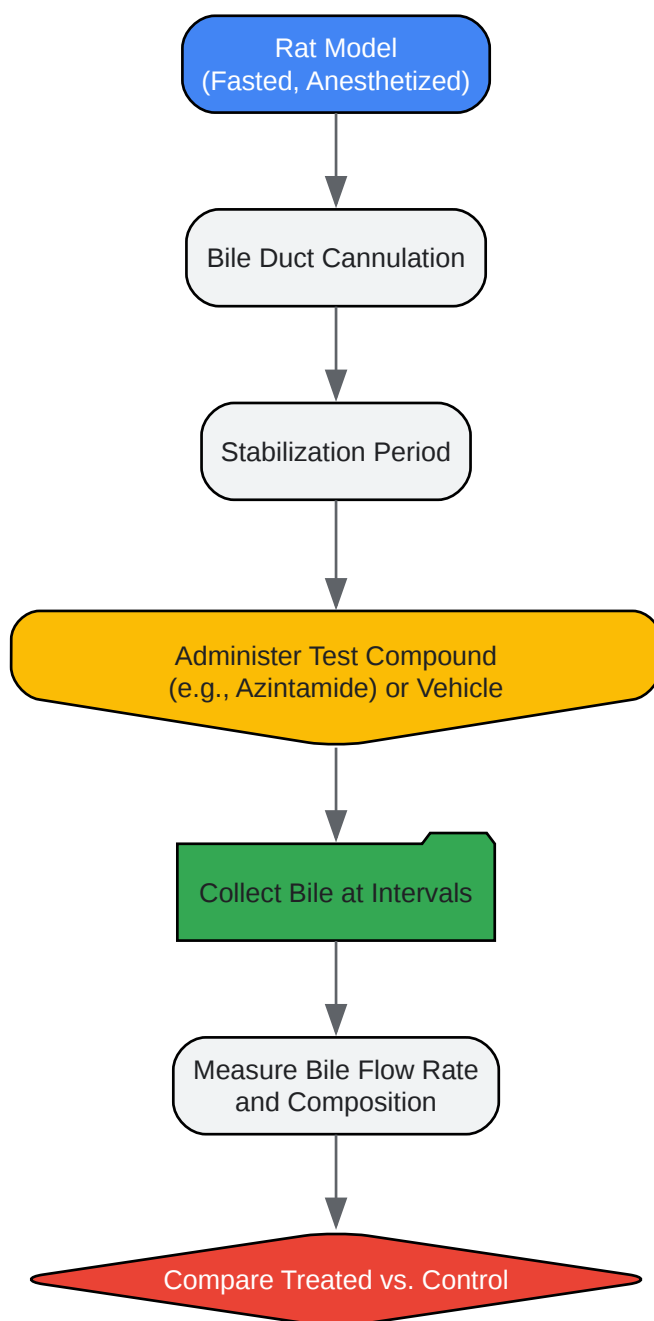 Rat Model
(Fasted, Anesthetized)
Bile Duct Cannulation
Stabilization Period
Administer Test Compound
(e.g., Azintamide) or Vehicle
Collect Bile at Intervals
Measure Bile Flow Rate
and Composition
Compare Treated vs. Control